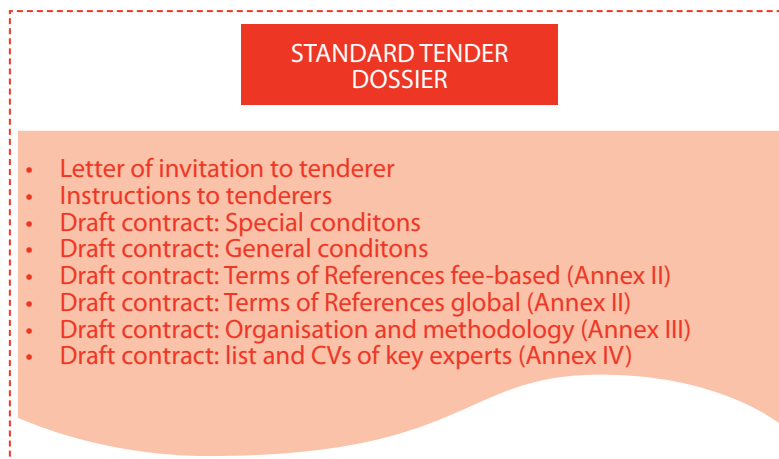 STANDARD TENDER
DOSSIER
• Letter of invitation to tenderer
• Instructions to tenderers
• Draft contract: Special conditons
• Draft contract: General conditons
• Draft contract: Terms of References fee-based (Annex II)
• Draft contract: Terms of References global (Annex II)
• Draft contract: Organisation and methodology (Annex III)
• Draft contract: list and CVs of key experts (Annex IV)